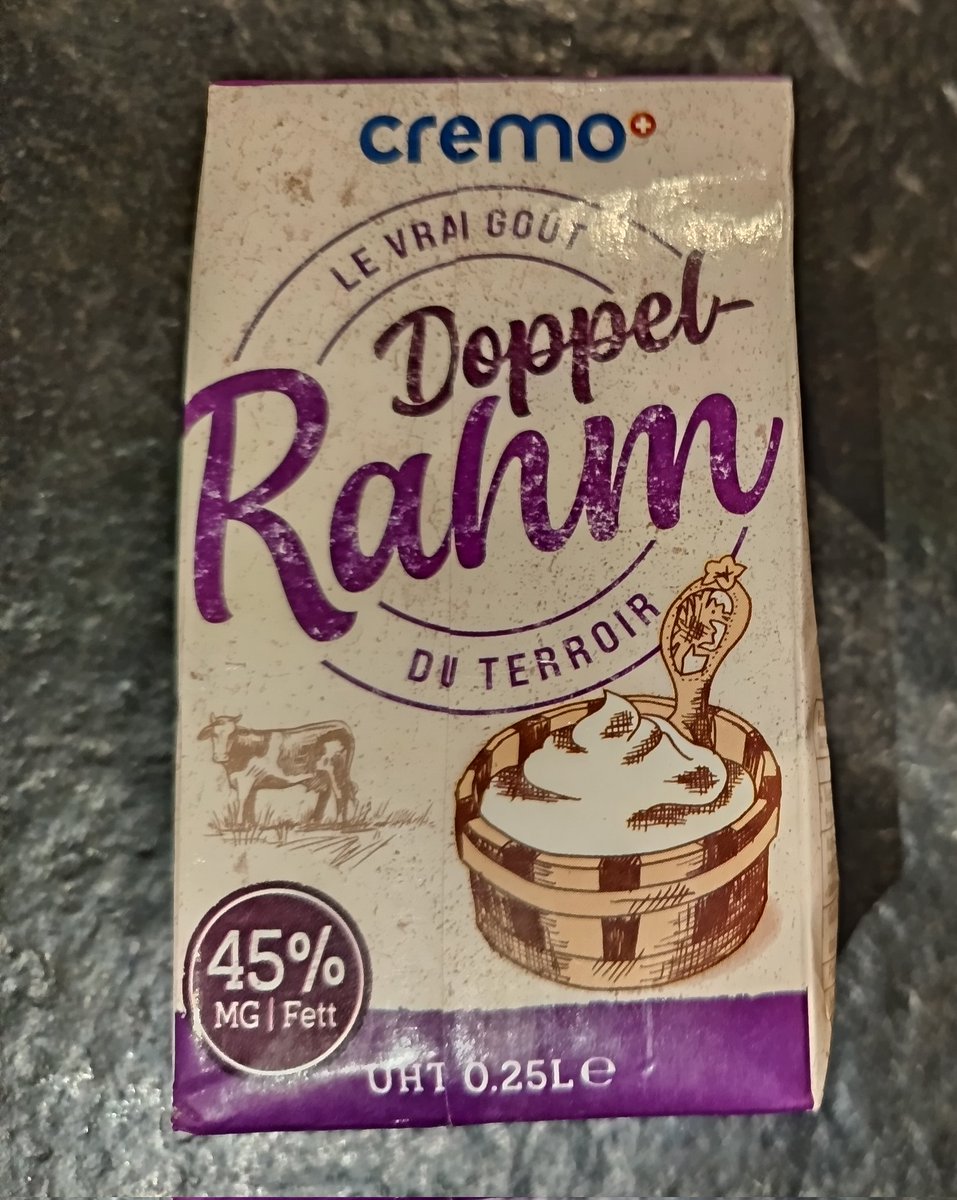 cremo
LE VRAI GOÛT
Doppel-
Rahm
DU TERROIR
45%
MG | Fett
UHT 0.25L℮